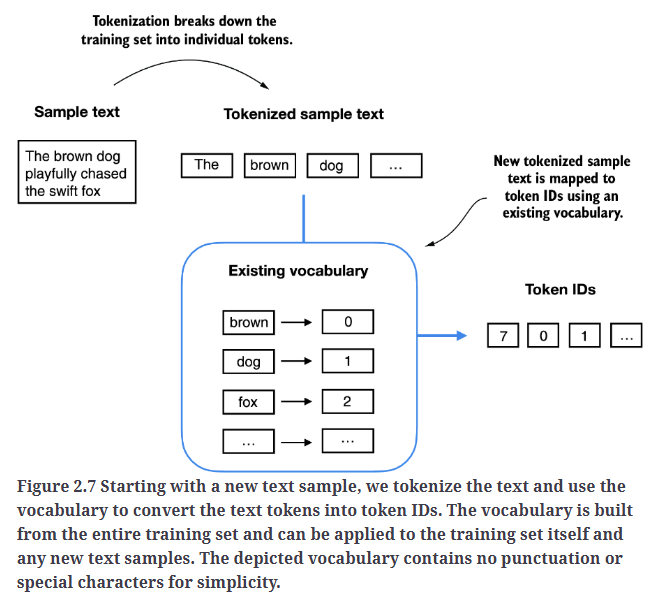 Tokenization breaks down the
training set into individual tokens.
Sample text
Tokenized sample text
The brown dog
playfully chased
the swift fox
The brown dog ...
New tokenized sample
text is mapped to
token IDs using an
existing vocabulary.
Existing vocabulary
Token IDs
brown 0
7 0 1 ...
dog 1
fox 2
... ...
Figure 2.7 Starting with a new text sample, we tokenize the text and use the
vocabulary to convert the text tokens into token IDs. The vocabulary is built
from the entire training set and can be applied to the training set itself and
any new text samples. The depicted vocabulary contains no punctuation or
special characters for simplicity.